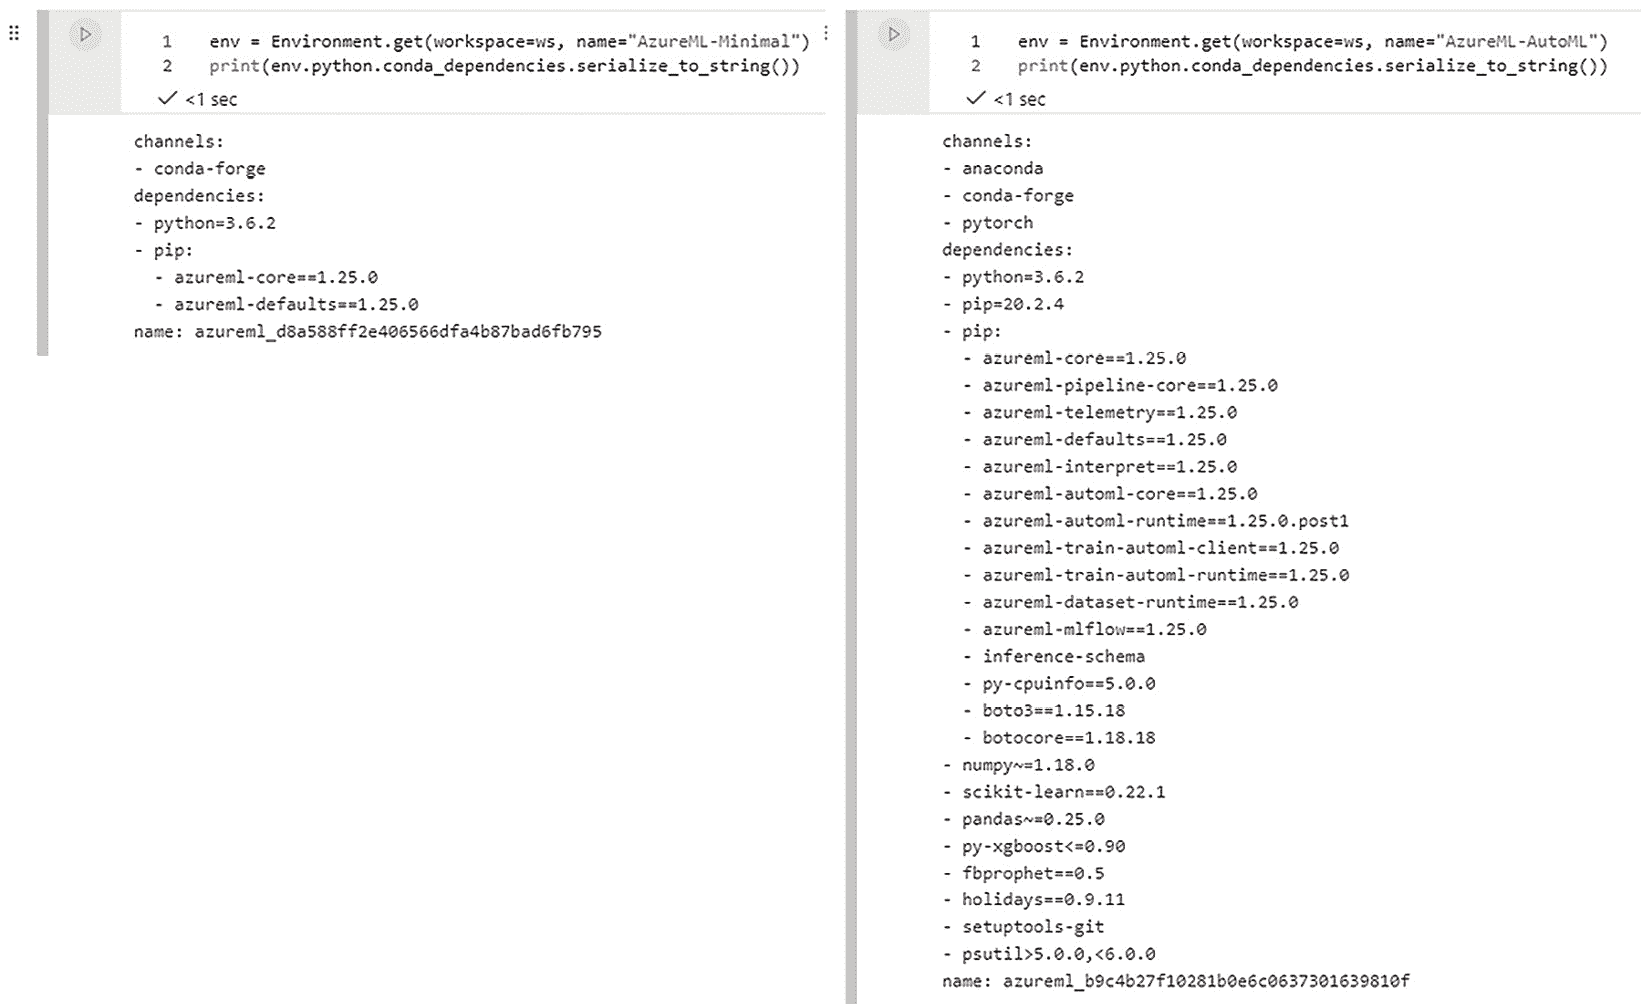 1 env = Environment.get(workspace=ws, name="AzureML-Minimal")
2 print(env.python.conda_dependencies.serialize_to_string())
<1 sec
channels:
- conda-forge
dependencies:
- python=3.6.2
- pip:
  - azureml-core==1.25.0
  - azureml-defaults==1.25.0
name: azureml_d8a588ff2e406566dfa4b87bad6fb795
1 env = Environment.get(workspace=ws, name="AzureML-AutoML")
2 print(env.python.conda_dependencies.serialize_to_string())
<1 sec
channels:
- anaconda
- conda-forge
- pytorch
dependencies:
- python=3.6.2
- pip=20.2.4
- pip:
  - azureml-core==1.25.0
  - azureml-pipeline-core==1.25.0
  - azureml-telemetry==1.25.0
  - azureml-defaults==1.25.0
  - azureml-interpret==1.25.0
  - azureml-automl-core==1.25.0
  - azureml-automl-runtime==1.25.0.post1
  - azureml-train-automl-client==1.25.0
  - azureml-train-automl-runtime==1.25.0
  - azureml-dataset-runtime==1.25.0
  - azureml-mlflow==1.25.0
  - inference-schema
  - py-cpuinfo==5.0.0
  - boto3==1.15.18
  - botocore==1.18.18
- numpy~=1.18.0
- scikit-learn==0.22.1
- pandas~=0.25.0
- py-xgboost<=0.90
- fbprophet==0.5
- holidays==0.9.11
- setuptools-git
- psutil>5.0.0,<6.0.0
name: azureml_b9c4b27f10281b0e6c0637301639810f